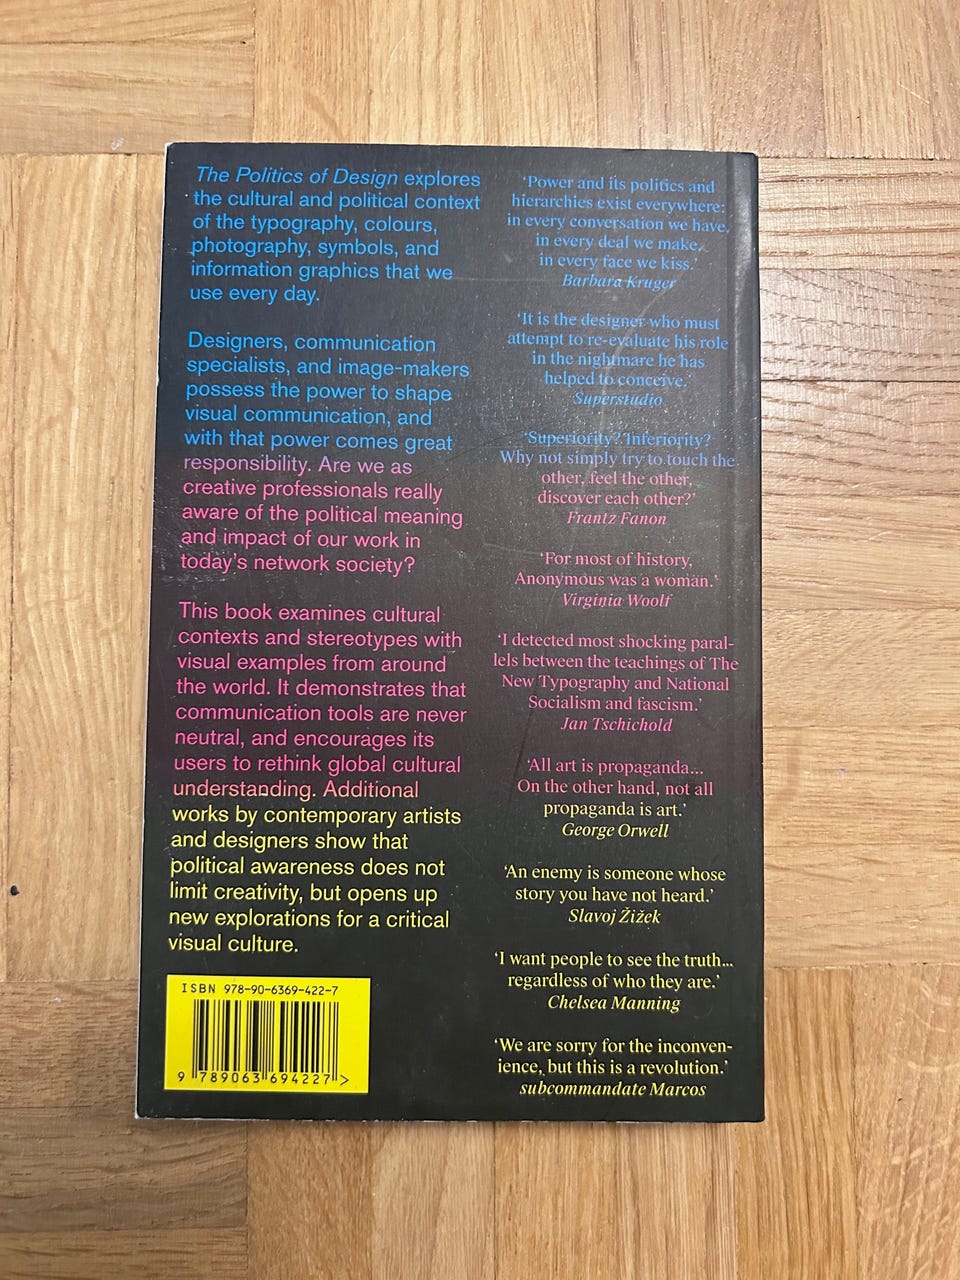 The Politics of Design explores
the cultural and political context
of the typography, colours,
photography, symbols, and
information graphics that we
use every day.
Designers, communication
specialists, and image-makers
possess the power to shape
visual communication, and
with that power comes great
responsibility. Are we as
creative professionals really
aware of the political meaning
and impact of our work in
today's network society?
This book examines cultural
contexts and stereotypes with
visual examples from around
the world. It demonstrates that
communication tools are never
neutral, and encourages its
users to rethink global cultural
understanding. Additional
works by contemporary artists
and designers show that
political awareness does not
limit creativity, but opens up
new explorations for a critical
visual culture.
ISBN 978-90-6369-422-7
9 789063 694227 >
‘Power and its politics and
hierarchies exist everywhere:
in every conversation we have,
in every deal we make,
in every face we kiss.’
Barbara Kruger
‘It is the designer who must
attempt to re-evaluate his role
in the nightmare he has
helped to conceive.’
Superstudio
‘Superiority? Inferiority?
Why not simply try to touch the
other, feel the other,
discover each other?’
Frantz Fanon
‘For most of history,
Anonymous was a woman.’
Virginia Woolf
‘I detected most shocking paral-
lels between the teachings of The
New Typography and National
Socialism and fascism.’
Jan Tschichold
‘All art is propaganda...
On the other hand, not all
propaganda is art.’
George Orwell
‘An enemy is someone whose
story you have not heard.’
Slavoj Žižek
‘I want people to see the truth...
regardless of who they are.’
Chelsea Manning
‘We are sorry for the inconven-
ience, but this is a revolution.’
subcommandate Marcos